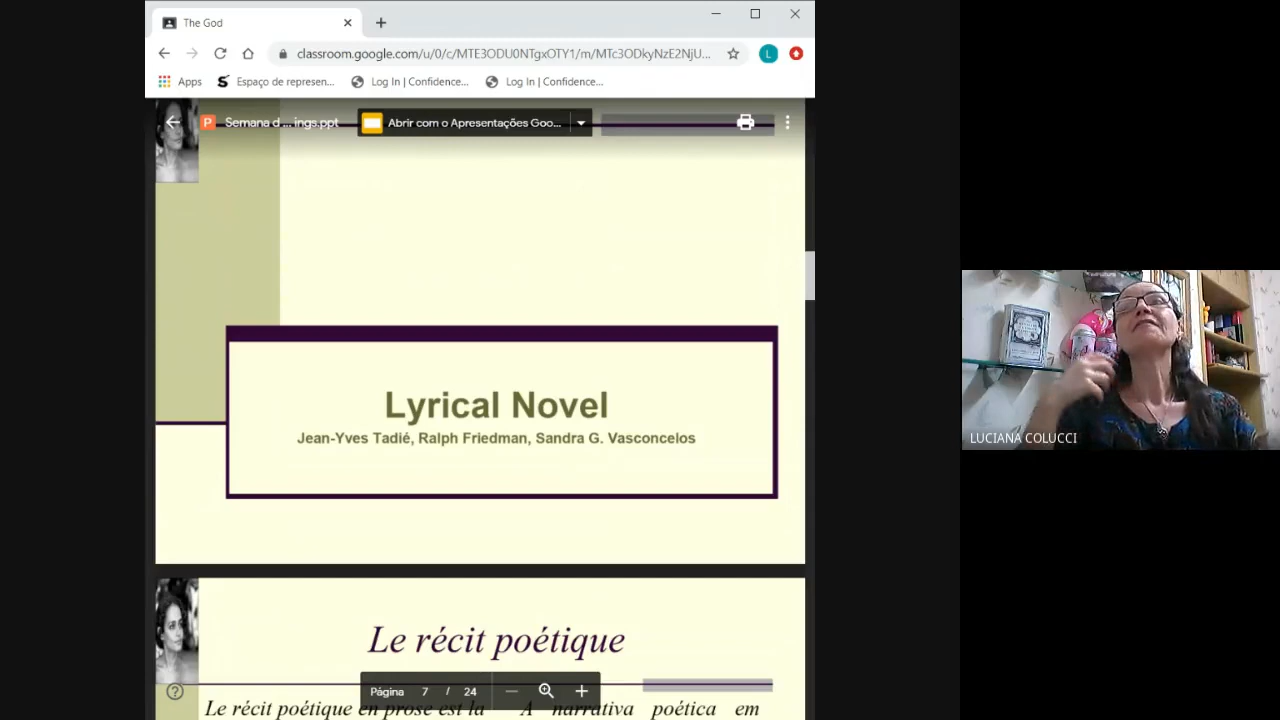 The God
classroom.google.com/u/0/c/MTE3ODU0NTgxOTY1/m/MTc3ODkyNzE2NjU...
L
Apps
Espaço de represen...
Log In | Confidence...
Log In | Confidence...
P
Semana d ... ings.ppt
Abrir com o Apresentações Goo...
Lyrical Novel
Jean-Yves Tadié, Ralph Friedman, Sandra G. Vasconcelos
LUCIANA COLUCCI
Le récit poétique
Página 7 / 24
Le récit poétique en prose est la
A narrativa poética em